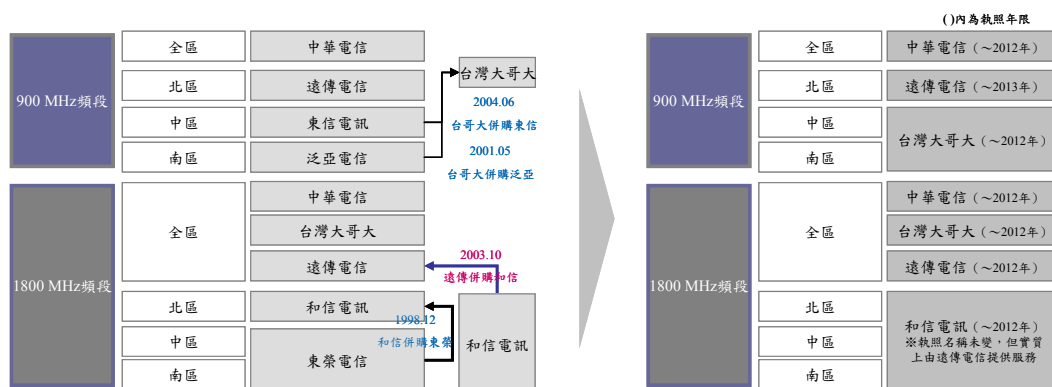 ( )內為執照年限
900 MHz頻段
全區
中華電信
北區
遠傳電信
中區
東信電訊
南區
泛亞電信
台灣大哥大
2004.06
台哥大併購東信
2001.05
台哥大併購泛亞
1800 MHz頻段
全區
中華電信
台灣大哥大
遠傳電信
北區
和信電訊
中區
南區
東榮電信
2003.10
遠傳併購和信
1998.12
和信併購東榮
和信電訊
900 MHz頻段
全區
中華電信(~2012年)
北區
遠傳電信(~2013年)
中區
南區
台灣大哥大(~2012年)
1800 MHz頻段
全區
中華電信(~2012年)
台灣大哥大(~2012年)
遠傳電信(~2012年)
北區
中區
南區
和信電訊(~2012年)
※執照名稱未變,但實質
上由遠傳電信提供服務